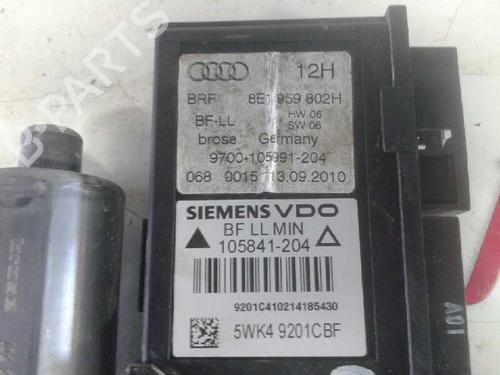 12H
BRF 8E1 959 802H
BF-LL HW 06
SW 06
brose Germany
9700-105991-204
068 0015 13.09.2010
SIEMENS VDO
BF LL MIN
105841-204
9201C410214185430
5WK4 9201CBF
A01
PARTS